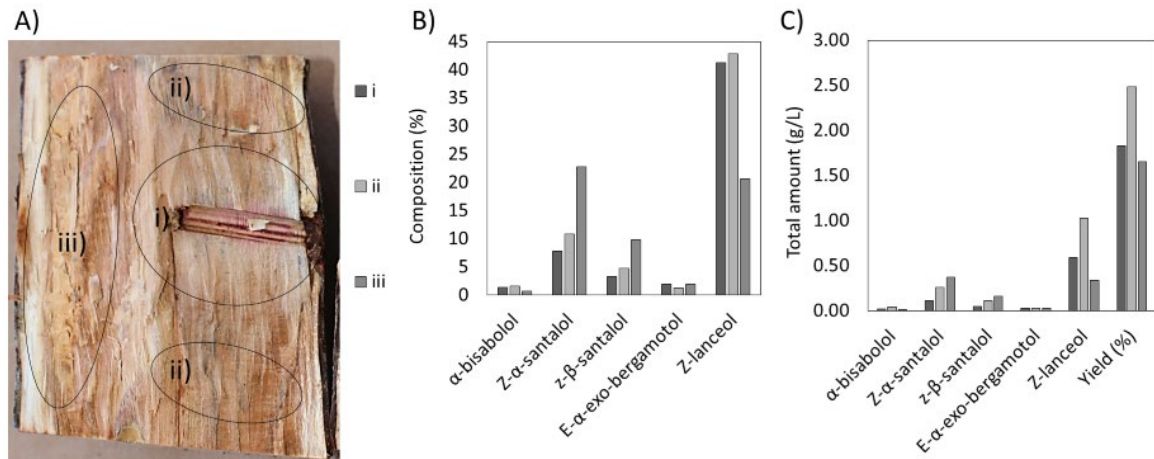 A)
ii)
i)
iii)
ii)
i
ii
iii
B)
Composition (%)
45
40
35
30
25
20
15
10
5
0
α-bisabolol
Z-α-santalol
z-β-santalol
E-α-exo-bergamotol
Z-lanceol
C)
Total amount (g/L)
3.00
2.50
2.00
1.50
1.00
0.50
0.00
α-bisabolol
Z-α-santalol
z-β-santalol
E-α-exo-bergamotol
Z-lanceol
Yield (%)